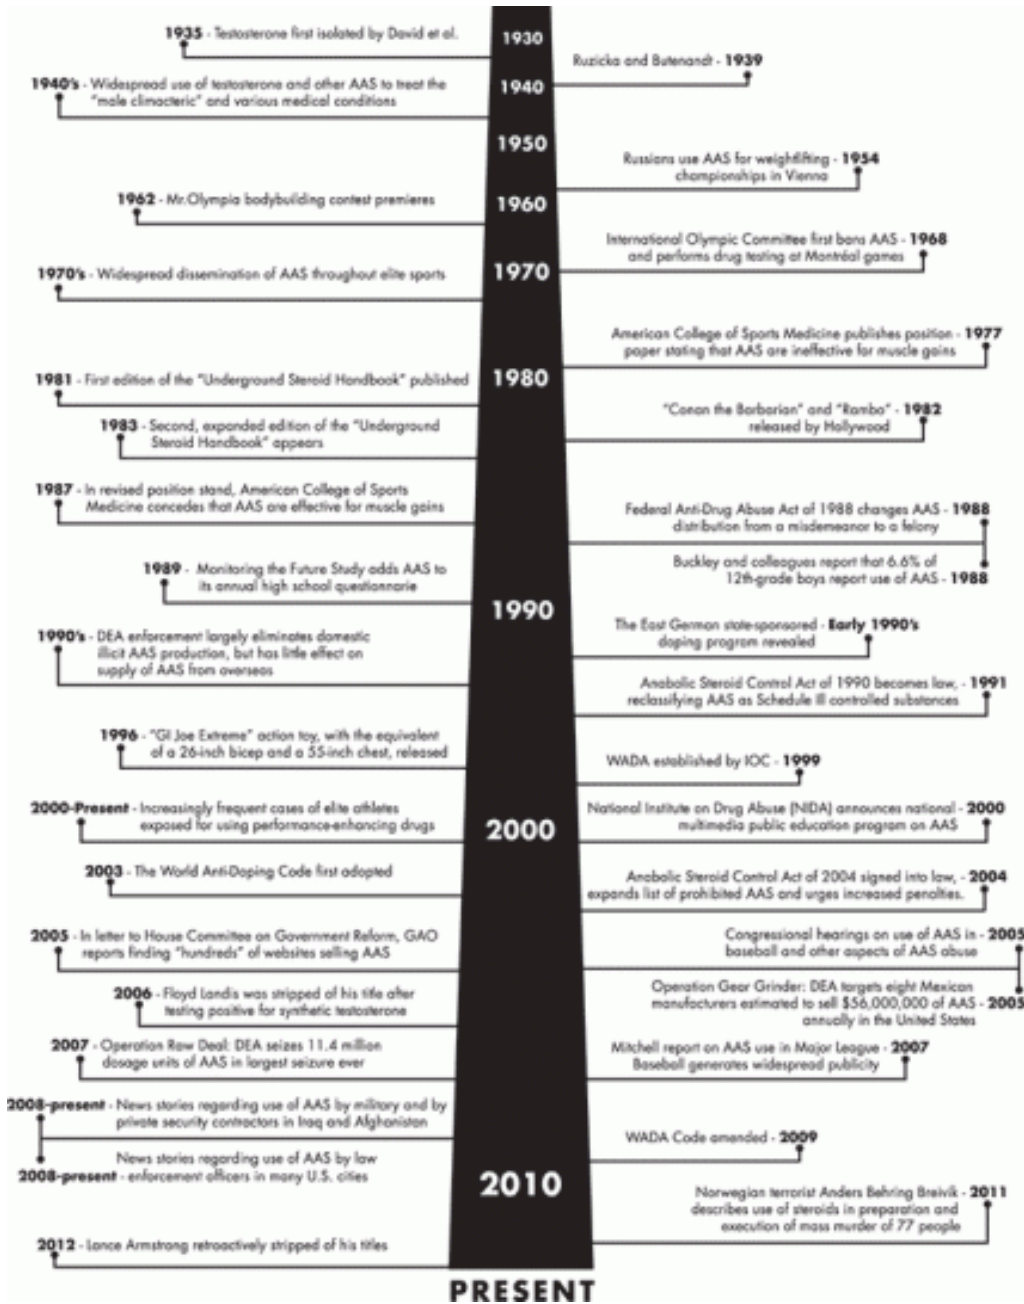 1935 - Testosterone first isolated by David et al.
1930
Ruzicka and Butenandt - 1939
1940's - Widespread use of testosterone and other AAS to treat the
"male climacteric" and various medical conditions
1940
1950
Russians use AAS for weightlifting - 1954
championships in Vienna
1962 - Mr.Olympia bodybuilding contest premieres
1960
International Olympic Committee first bans AAS - 1968
and performs drug testing at Montréal games
1970's - Widespread dissemination of AAS throughout elite sports
1970
American College of Sports Medicine publishes position - 1977
paper stating that AAS are ineffective for muscle gains
1981 - First edition of the "Underground Steroid Handbook" published
1980
"Conan the Barbarian" and "Rambo" - 1982
released by Hollywood
1983 - Second, expanded edition of the "Underground
Steroid Handbook" appears
1987 - In revised position stand, American College of Sports
Medicine concedes that AAS are effective for muscle gains
Federal Anti-Drug Abuse Act of 1988 changes AAS - 1988
distribution from a misdemeanor to a felony
Buckley and colleagues report that 6.6% of
12th-grade boys report use of AAS - 1988
1989 - Monitoring the Future Study adds AAS to
its annual high school questionnarie
1990
The East German state-sponsored - Early 1990's
doping program revealed
1990's - DEA enforcement largely eliminates domestic
illicit AAS production, but has little effect on
supply of AAS from overseas
Anabolic Steroid Control Act of 1990 becomes law, - 1991
reclassifying AAS as Schedule III controlled substances
1996 - "GI Joe Extreme" action toy, with the equivalent
of a 26-inch bicep and a 55-inch chest, released
WADA established by IOC - 1999
2000-Present - Increasingly frequent cases of elite athletes
exposed for using performance-enhancing drugs
2000
National Institute on Drug Abuse (NIDA) announces national - 2000
multimedia public education program on AAS
2003 - The World Anti-Doping Code first adopted
Anabolic Steroid Control Act of 2004 signed into law, - 2004
expands list of prohibited AAS and urges increased penalties.
2005 - In letter to House Committee on Government Reform, GAO
reports finding "hundreds" of websites selling AAS
Congressional hearings on use of AAS in - 2005
baseball and other aspects of AAS abuse
Operation Gear Grinder: DEA targets eight Mexican
manufacturers estimated to sell $56,000,000 of AAS - 2005
annually in the United States
2006 - Floyd Landis was stripped of his title after
testing positive for synthetic testosterone
2007 - Operation Raw Deal: DEA seizes 11.4 million
dosage units of AAS in largest seizure ever
Mitchell report on AAS use in Major League - 2007
Baseball generates widespread publicity
2008-present - News stories regarding use of AAS by military and by
private security contractors in Iraq and Afghanistan
News stories regarding use of AAS by law
2008-present - enforcement officers in many U.S. cities
WADA Code amended - 2009
2010
Norwegian terrorist Anders Behring Breivik - 2011
describes use of steroids in preparation and
execution of mass murder of 77 people
2012 - Lance Armstrong retroactively stripped of his titles
PRESENT